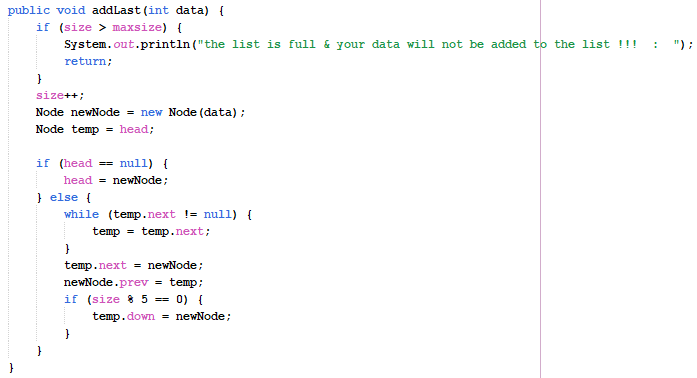 public void addLast(int data) {
    if (size > maxsize) {
        System.out.println("the list is full & your data will not be added to the list !!!  :  ");
        return;
    }
    size++;
    Node newNode = new Node(data);
    Node temp = head;

    if (head == null) {
        head = newNode;
    } else {
        while (temp.next != null) {
            temp = temp.next;
        }
        temp.next = newNode;
        newNode.prev = temp;
        if (size % 5 == 0) {
            temp.down = newNode;
        }
    }
}